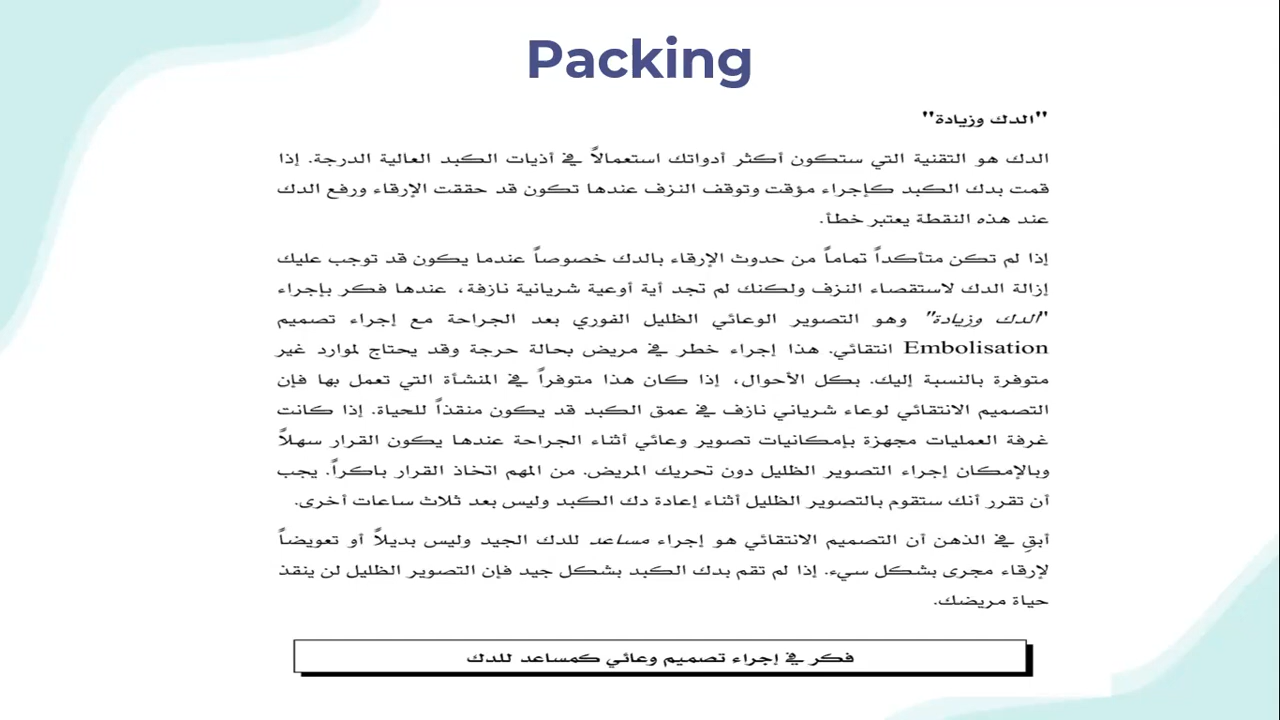 Packing
"الدك وزيادة"
الدك هو التقنية التي ستكون أكثر أدواتك استعمالاً في أذيات الكبد العالية الدرجة. إذا
قمت بدك الكبد كإجراء مؤقت وتوقف النزف عندها تكون قد حققت الإرقاء ورفع الدك
عند هذه النقطة يعتبر خطأ.
إذا لم تكن متأكداً تماماً من حدوث الإرقاء بالدك خصوصاً عندما يكون قد توجب عليك
إزالة الدك لاستقصاء النزف ولكنك لم تجد أية أوعية شريانية نازفة، عندها فكر بإجراء
"الدك وزيادة" وهو التصوير الوعائي الظليل الفوري بعد الجراحة مع إجراء تصميم
Embolisation انتقائي. هذا إجراء خطر في مريض بحالة حرجة وقد يحتاج لموارد غير
متوفرة بالنسبة إليك. بكل الأحوال، إذا كان هذا متوفراً في المنشأة التي تعمل بها فإن
التصميم الانتقائي لوعاء شرياني نازف في عمق الكبد قد يكون منقذاً للحياة. إذا كانت
غرفة العمليات مجهزة بإمكانيات تصوير وعائي أثناء الجراحة عندها يكون القرار سهلاً
وبالإمكان إجراء التصوير الظليل دون تحريك المريض. من المهم اتخاذ القرار باكراً. يجب
أن تقرر أنك ستقوم بالتصوير الظليل أثناء إعادة دك الكبد وليس بعد ثلاث ساعات أخرى.
أبقِ في الذهن أن التصميم الانتقائي هو إجراء مساعد للدك الجيد وليس بديلاً أو تعويضاً
لإرقاء مجرى بشكل سيء. إذا لم تقم بدك الكبد بشكل جيد فإن التصوير الظليل لن ينقذ
حياة مريضك.
فكر في إجراء تصميم وعائي كمساعد للدك